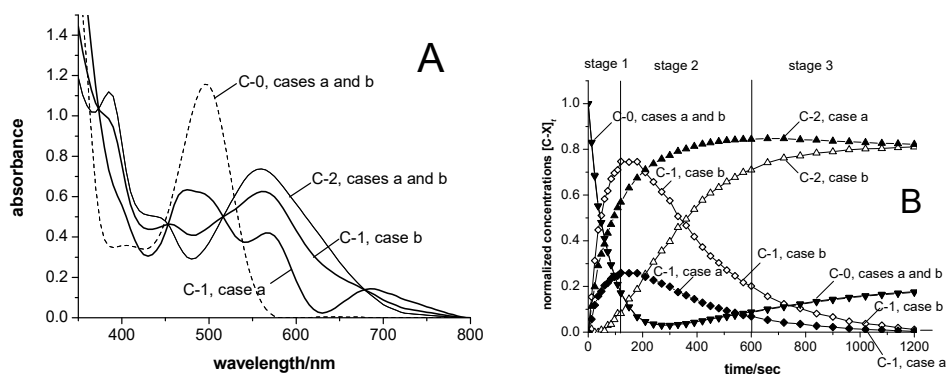 A
absorbance
1.4
1.2
1.0
0.8
0.6
0.4
0.2
0.0
400 500 600 700 800
wavelength/nm
C-0, cases a and b
C-2, cases a and b
C-1, case b
C-1, case a
B
stage 1 stage 2 stage 3
normalized concentrations [C-X]t
1.0
0.8
0.6
0.4
0.2
0.0
0 200 400 600 800 1000 1200
time/sec
C-0, cases a and b
C-2, case a
C-1, case b
C-2, case b
C-1, case a
C-1, case b
C-0, cases a and b
C-1, case b
C-1, case a